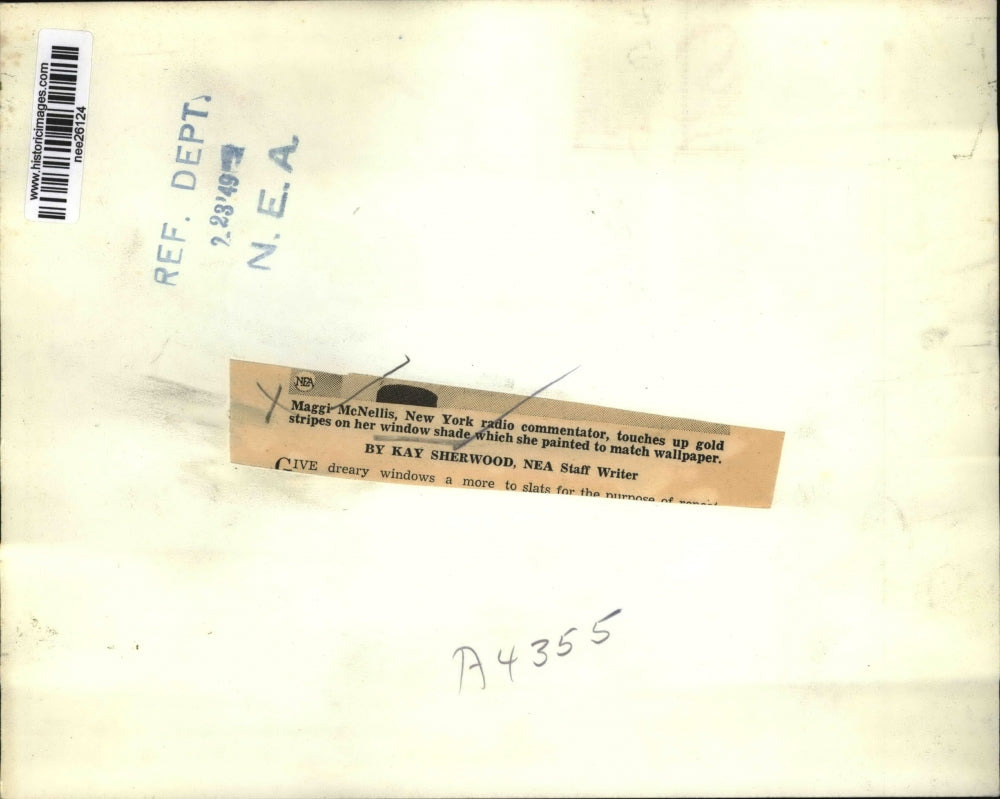 www.historicimages.com
nee26124
REF. DEPT.
2-23'49
N. E. A.
NEA
Maggi McNellis, New York radio commentator, touches up gold
stripes on her window shade which she painted to match wallpaper.
BY KAY SHERWOOD, NEA Staff Writer
GIVE dreary windows a more to slats for the purpose of
A4355